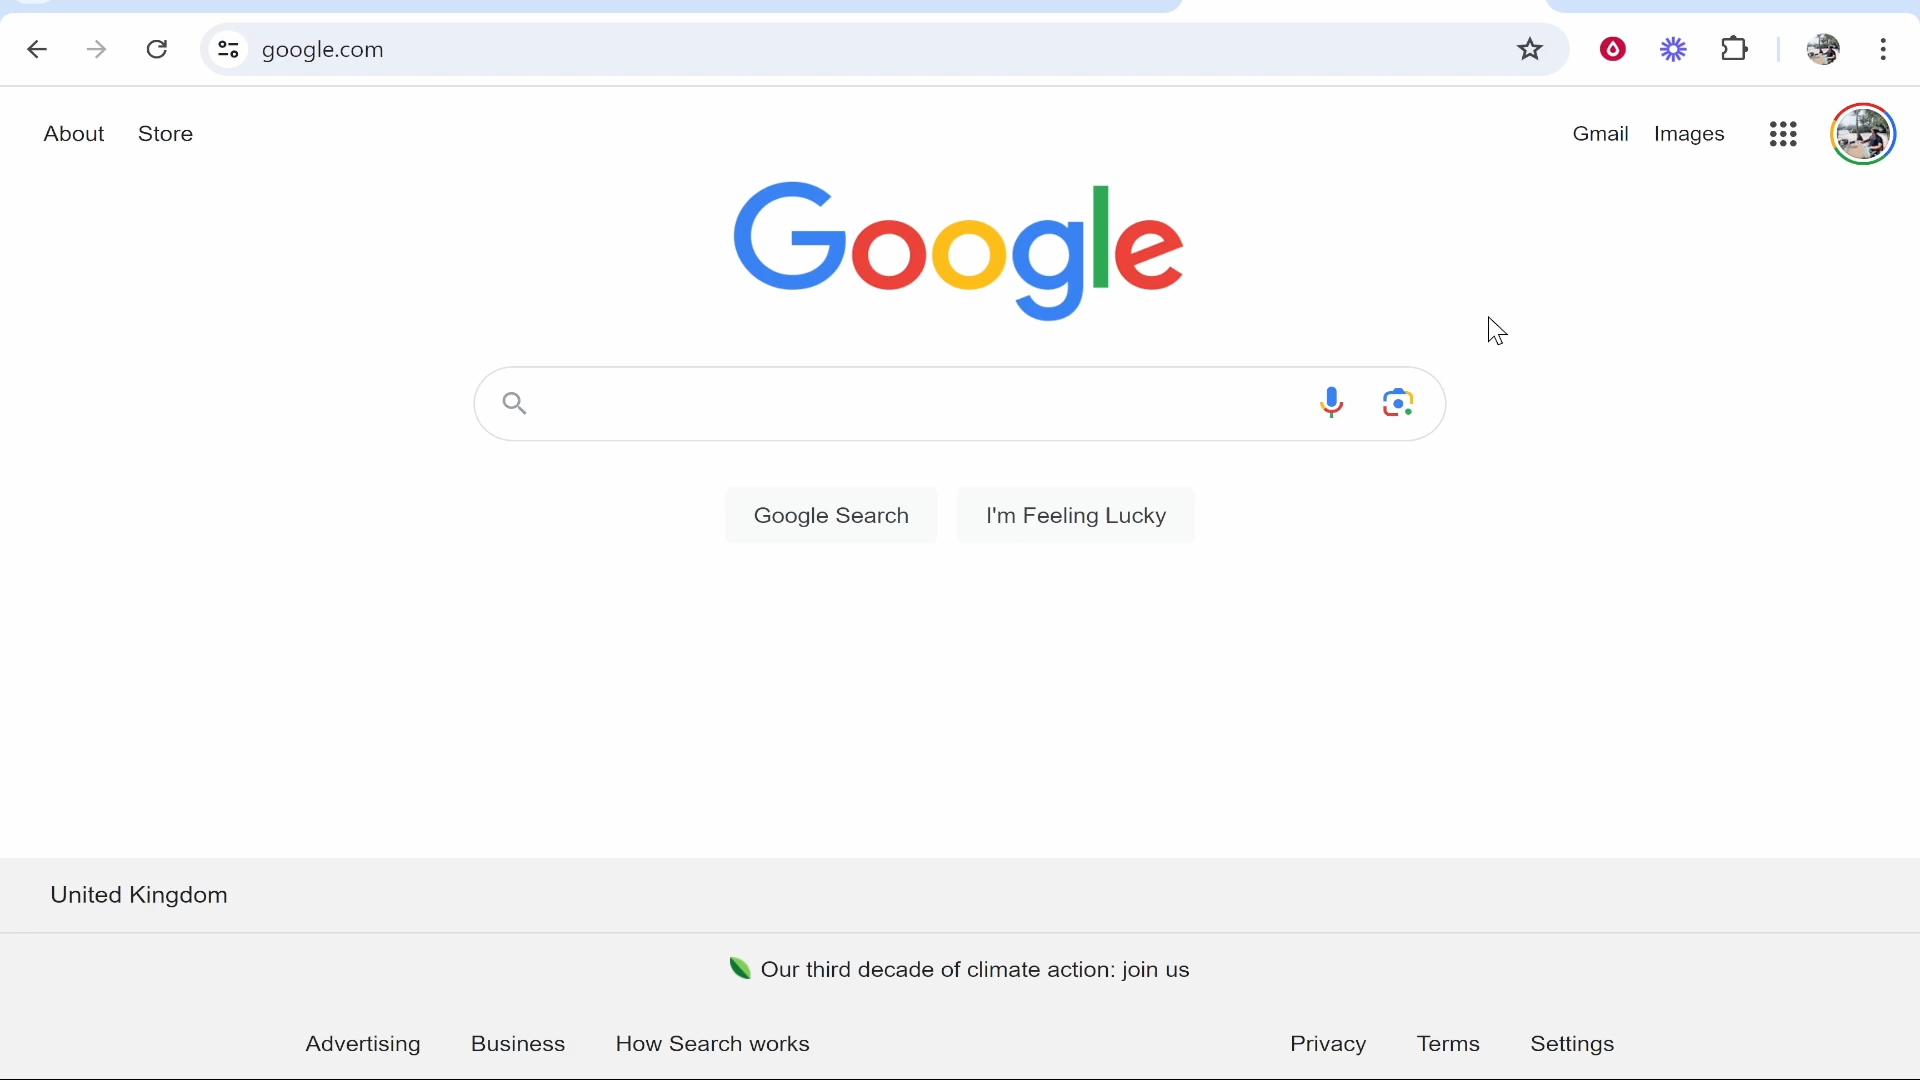 google.com
About Store
Gmail Images
Google
Google Search I'm Feeling Lucky
United Kingdom
Our third decade of climate action: join us
Advertising Business How Search works
Privacy Terms Settings